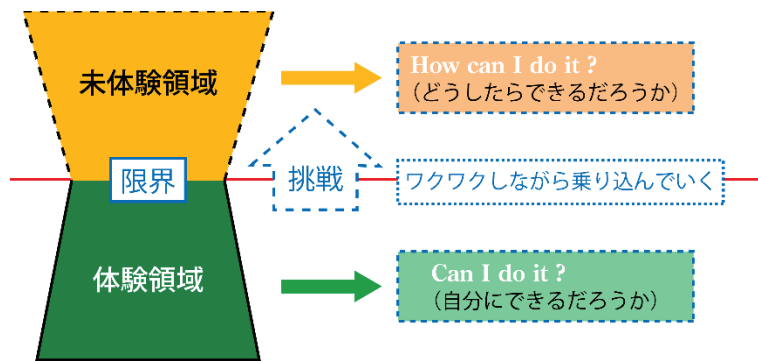 未体験領域
How can I do it ?
（どうしたらできるだろうか）
限界
挑戦
ワクワクしながら乗り込んでいく
体験領域
Can I do it ?
（自分にできるだろうか）